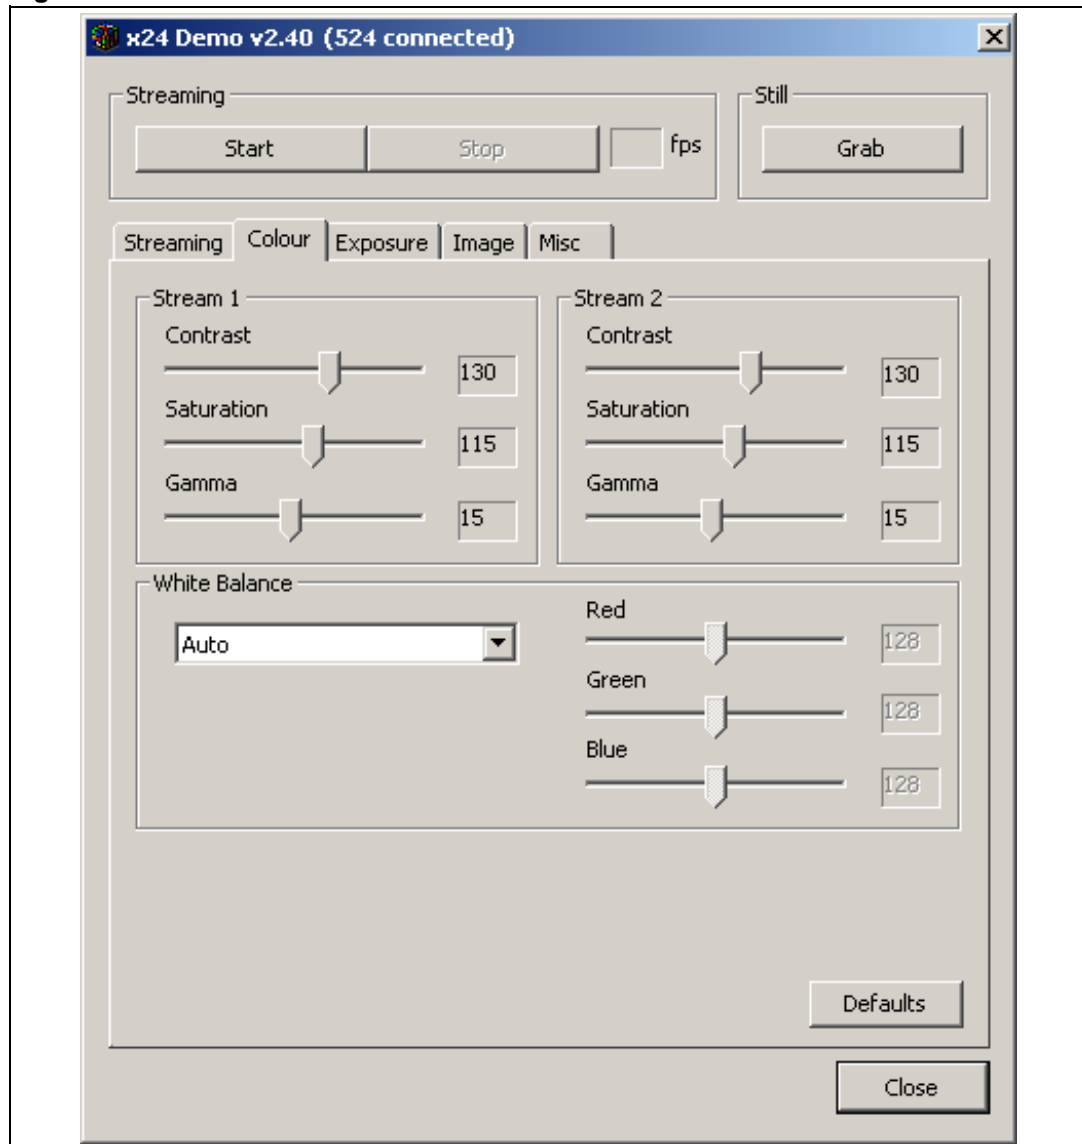 x24 Demo v2.40 (524 connected)
Streaming
Still
Start
Stop
fps
Grab
Streaming
Colour
Exposure
Image
Misc
Stream 1
Contrast
130
Saturation
115
Gamma
15
Stream 2
Contrast
130
Saturation
115
Gamma
15
White Balance
Auto
Red
128
Green
128
Blue
128
Defaults
Close